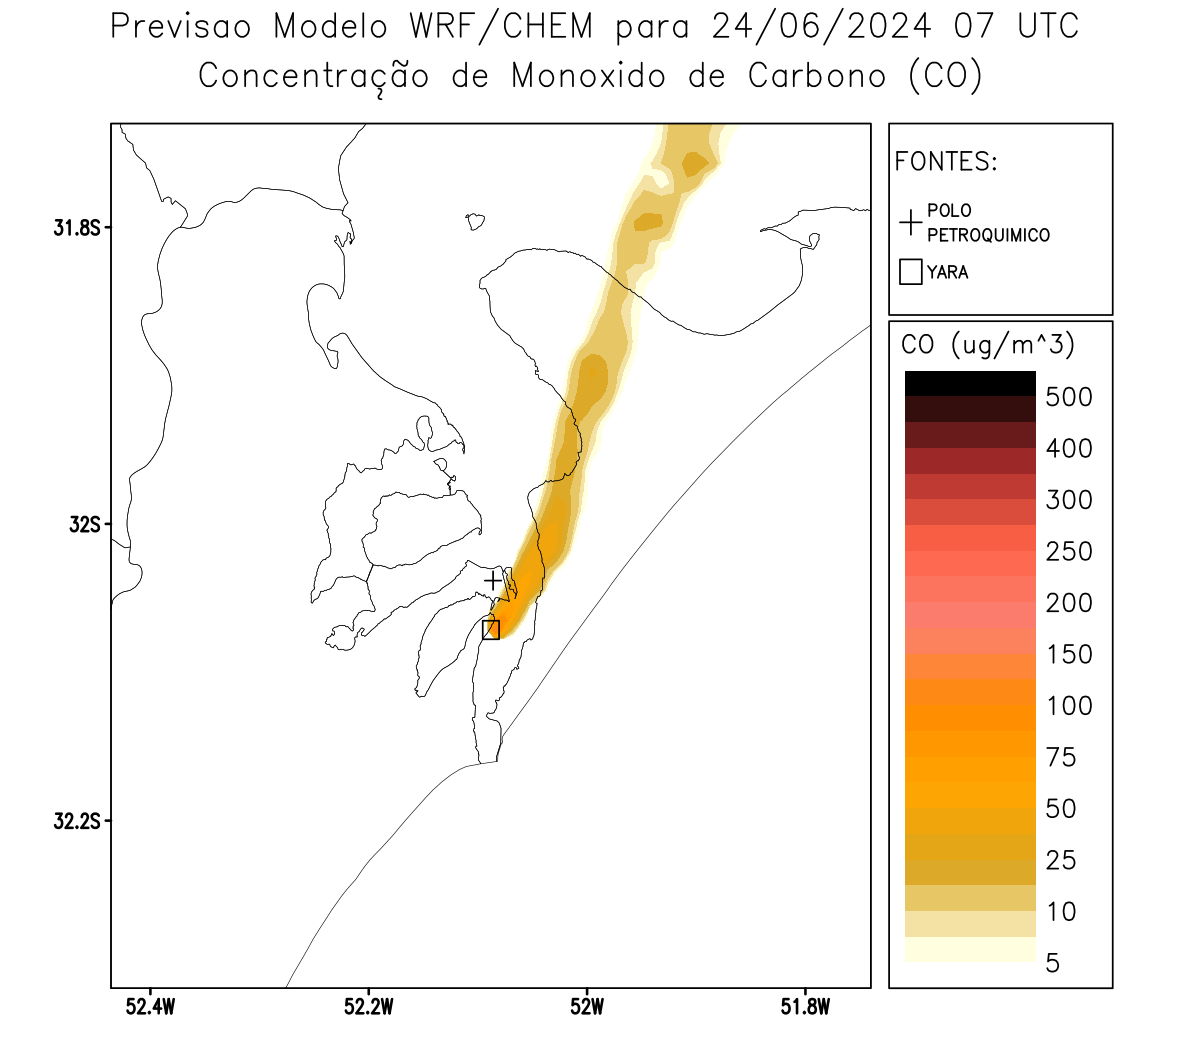 Previsao Modelo WRF/CHEM para 24/06/2024 07 UTC
Concentração de Monoxido de Carbono (CO)
FONTES:
POLO
PETROQUIMICO
YARA
CO (ug/m^3)
500
400
300
250
200
150
100
75
50
25
10
5
31.8S
32S
32.2S
52.4W
52.2W
52W
51.8W